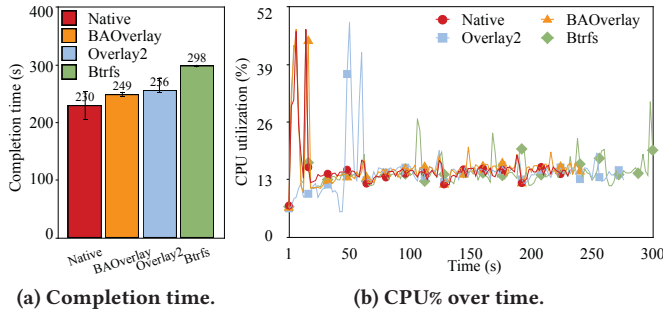 400
300
200
100
0
Completion time (s)
Native
BAOverlay
Overlay2
Btrfs
230
249
256
298
Native
BAOverlay
Overlay2
Btrfs
(a) Completion time.
52
39
26
13
0
CPU utilization (%)
Native
BAOverlay
Overlay2
Btrfs
1
50
100
150
200
250
300
Time (s)
(b) CPU% over time.